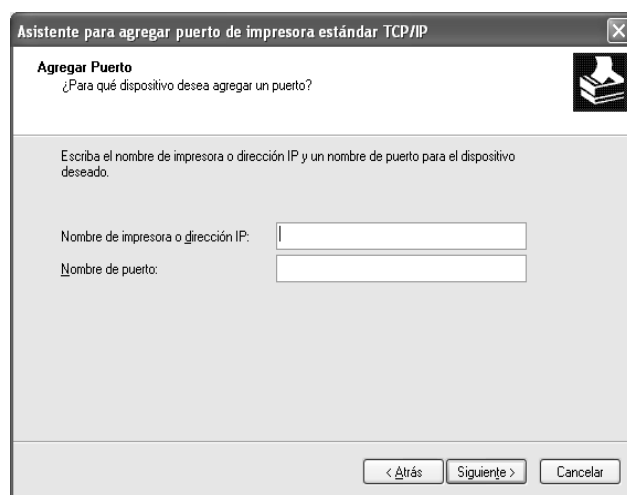 Asistente para agregar puerto de impresora estándar TCP/IP
Agregar Puerto
¿Para qué dispositivo desea agregar un puerto?
Escriba el nombre de impresora o dirección IP y un nombre de puerto para el dispositivo
deseado.
Nombre de impresora o dirección IP:
Nombre de puerto:
< Atrás Siguiente > Cancelar